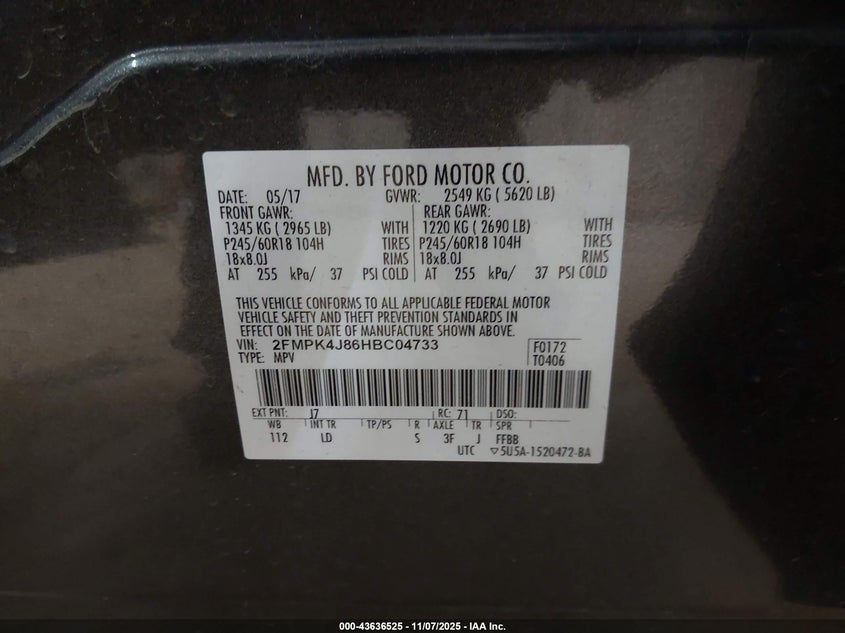 MFD. BY FORD MOTOR CO.
DATE: 05/17 GVWR: 2549 KG ( 5620 LB)
FRONT GAWR: REAR GAWR:
1345 KG ( 2965 LB) WITH 1220 KG ( 2690 LB) WITH
P245/60R18 104H TIRES P245/60R18 104H TIRES
18x8.0J RIMS 18x8.0J RIMS
AT 255 kPa/ 37 PSI COLD AT 255 kPa/ 37 PSI COLD
THIS VEHICLE CONFORMS TO ALL APPLICABLE FEDERAL MOTOR
VEHICLE SAFETY AND THEFT PREVENTION STANDARDS IN
EFFECT ON THE DATE OF MANUFACTURE SHOWN ABOVE.
VIN: 2FMPK4J86HBC04733 F0172
TYPE: MPV T0406
EXT PNT: J7 RC: 71 DSO:
WB INT TR TP/PS R AXLE TR SPR
112 LD S 3F J FFBB
UTC ▽5U5A-1520472-BA
000-43636525 - 11/07/2025 - IAA Inc.